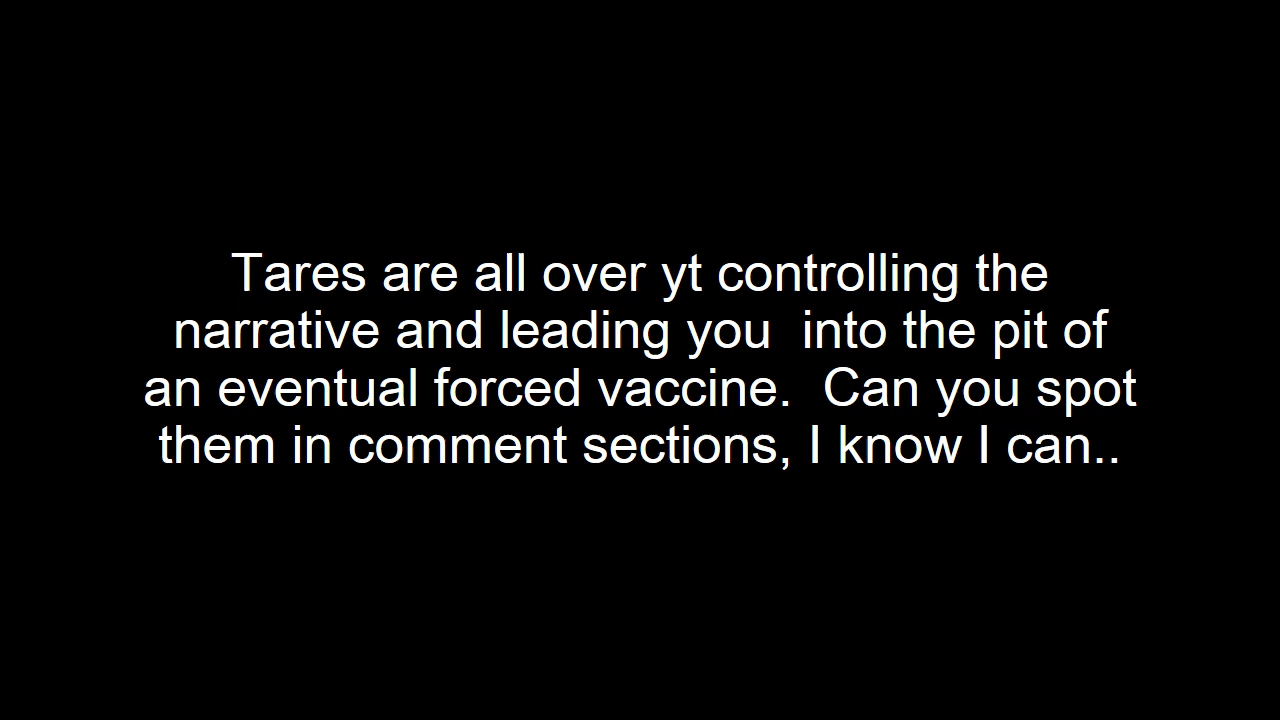 Tares are all over yt controlling the
narrative and leading you  into the pit of
an eventual forced vaccine.  Can you spot
them in comment sections, I know I can..